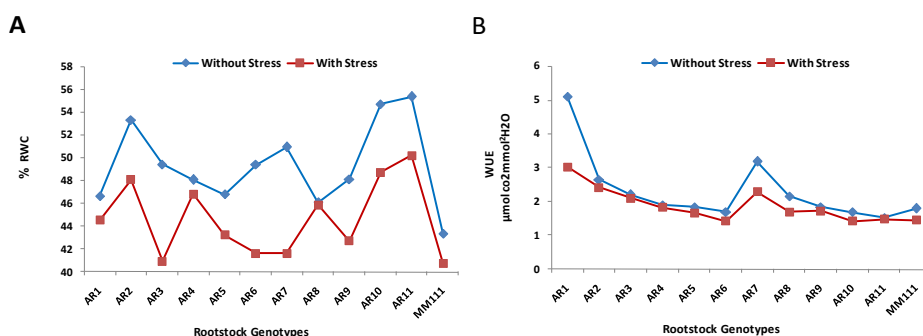 A
Without Stress With Stress
% RWC
58
56
54
52
50
48
46
44
42
40
AR1 AR2 AR3 AR4 AR5 AR6 AR7 AR8 AR9 AR10 AR11 MM111
Rootstock Genotypes
B
Without Stress With Stress
WUE
µmolco2mmol²H2O
6
5
4
3
2
1
0
AR1 AR2 AR3 AR4 AR5 AR6 AR7 AR8 AR9 AR10 AR11 MM111
Rootstock Genotypes